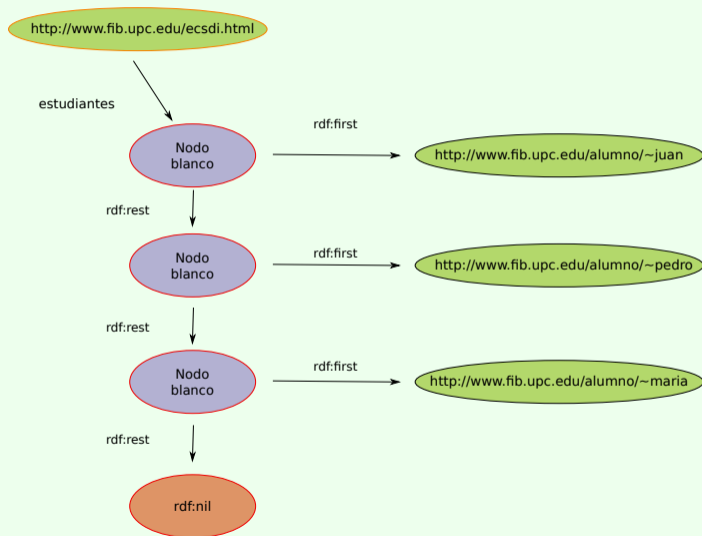 http://www.fib.upc.edu/ecsdi.html
estudiantes
rdf:first
Nodo
blanco
http://www.fib.upc.edu/alumno/~juan
rdf:rest
rdf:first
Nodo
blanco
http://www.fib.upc.edu/alumno/~pedro
rdf:rest
rdf:first
Nodo
blanco
http://www.fib.upc.edu/alumno/~maria
rdf:rest
rdf:nil